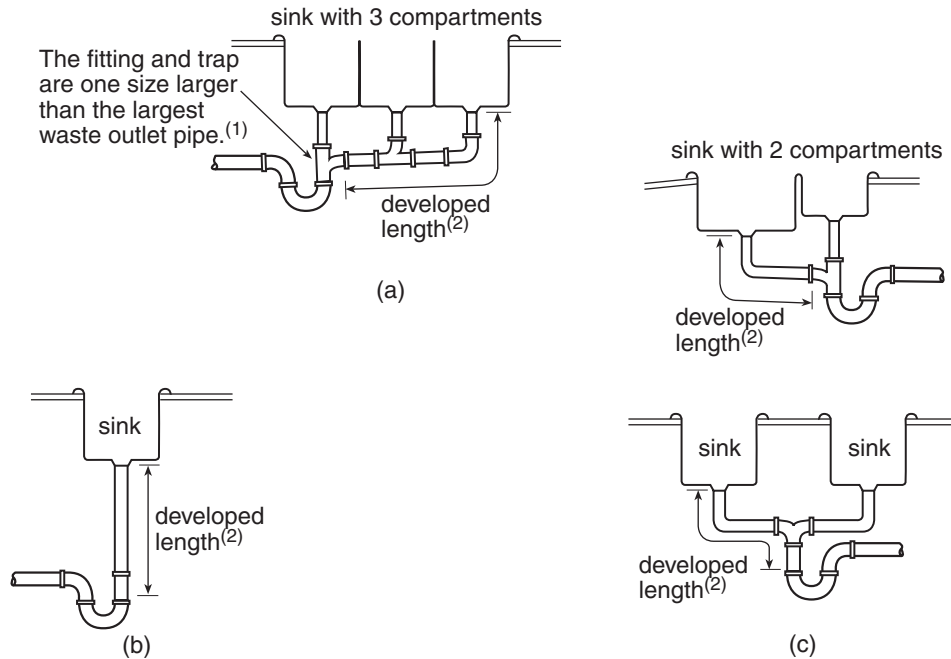 sink with 3 compartments
The fitting and trap
are one size larger
than the largest
waste outlet pipe.(1)
developed
length(2)
(a)
sink with 2 compartments
developed
length(2)
sink
developed
length(2)
(b)
sink
sink
developed
length(2)
(c)